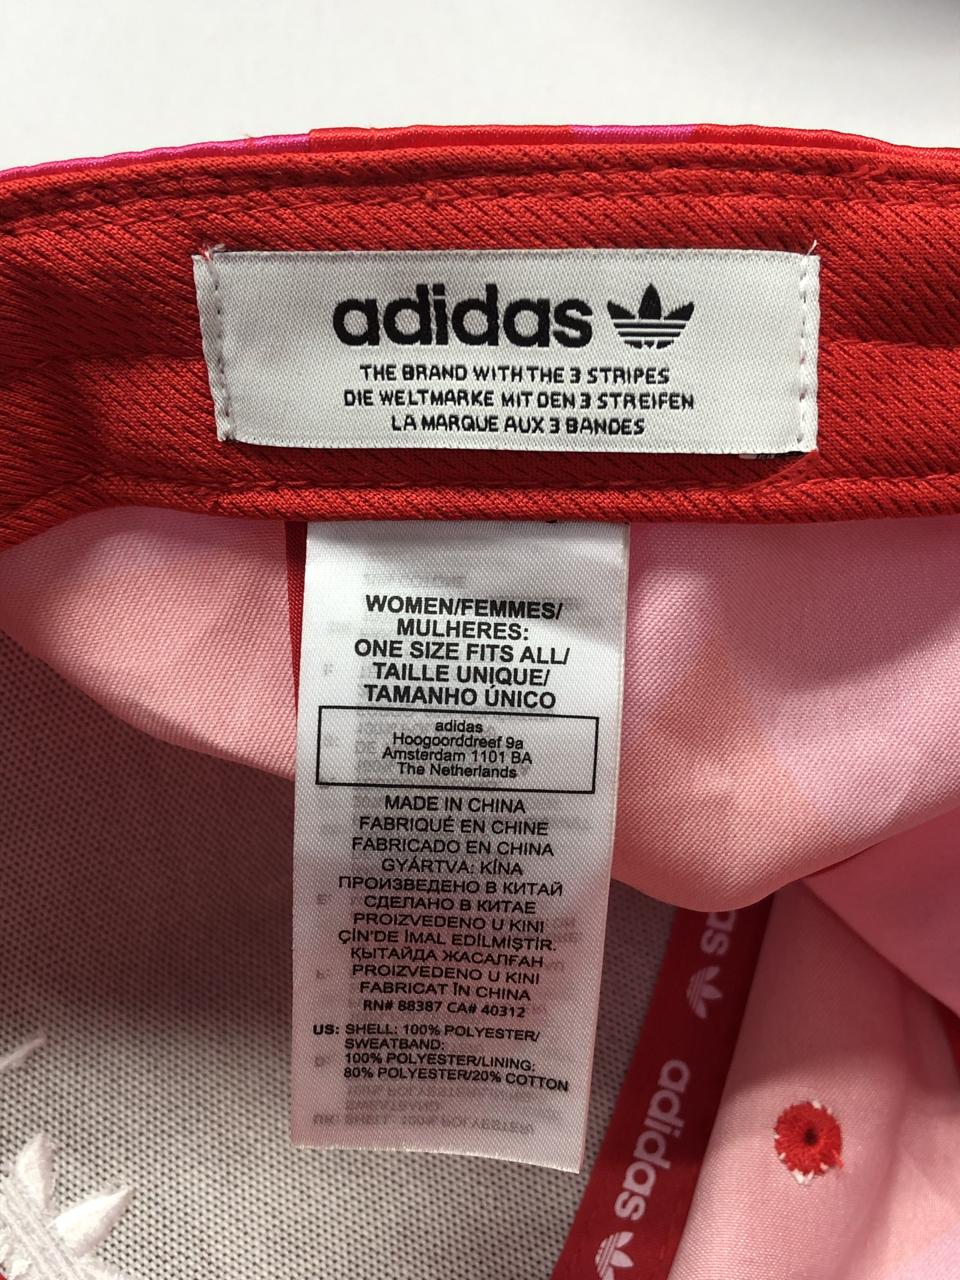 adidas
THE BRAND WITH THE 3 STRIPES
DIE WELTMARKE MIT DEN 3 STREIFEN
LA MARQUE AUX 3 BANDES
WOMEN/FEMMES/
MULHERES:
ONE SIZE FITS ALL/
TAILLE UNIQUE/
TAMANHO ÚNICO
adidas
Hoogoorddreef 9a
Amsterdam 1101 BA
The Netherlands
MADE IN CHINA
FABRIQUÉ EN CHINE
FABRICADO EN CHINA
GYÁRTVA: KÍNA
ПРОИЗВЕДЕНО В КИТАЙ
СДЕЛАНО В КИТАЕ
PROIZVEDENO U KINI
ÇİN'DE İMAL EDİLMİŞTİR.
ҚЫТАЙДА ЖАСАЛҒАН
PROIZVEDENO U KINI
FABRICAT ÎN CHINA
RN# 88387 CA# 40312
US: SHELL: 100% POLYESTER/
SWEATBAND:
100% POLYESTER/LINING:
80% POLYESTER/20% COTTON
das
adidas